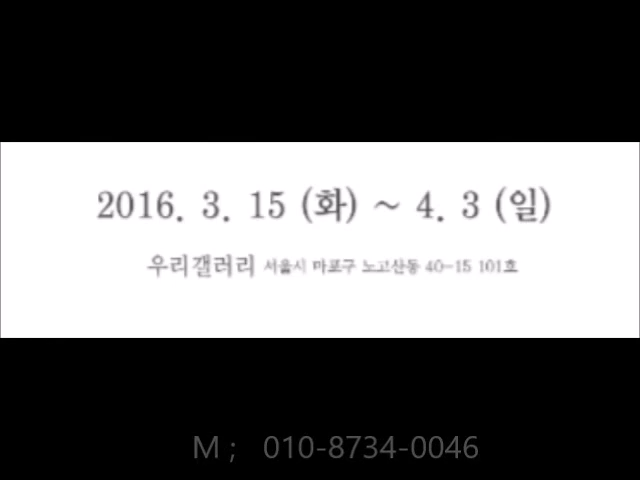 2016. 3. 15 (화) ~ 4. 3 (일)
우리갤러리 서울시 마포구 노고산동 40-15 101호
M ; 010-8734-0046